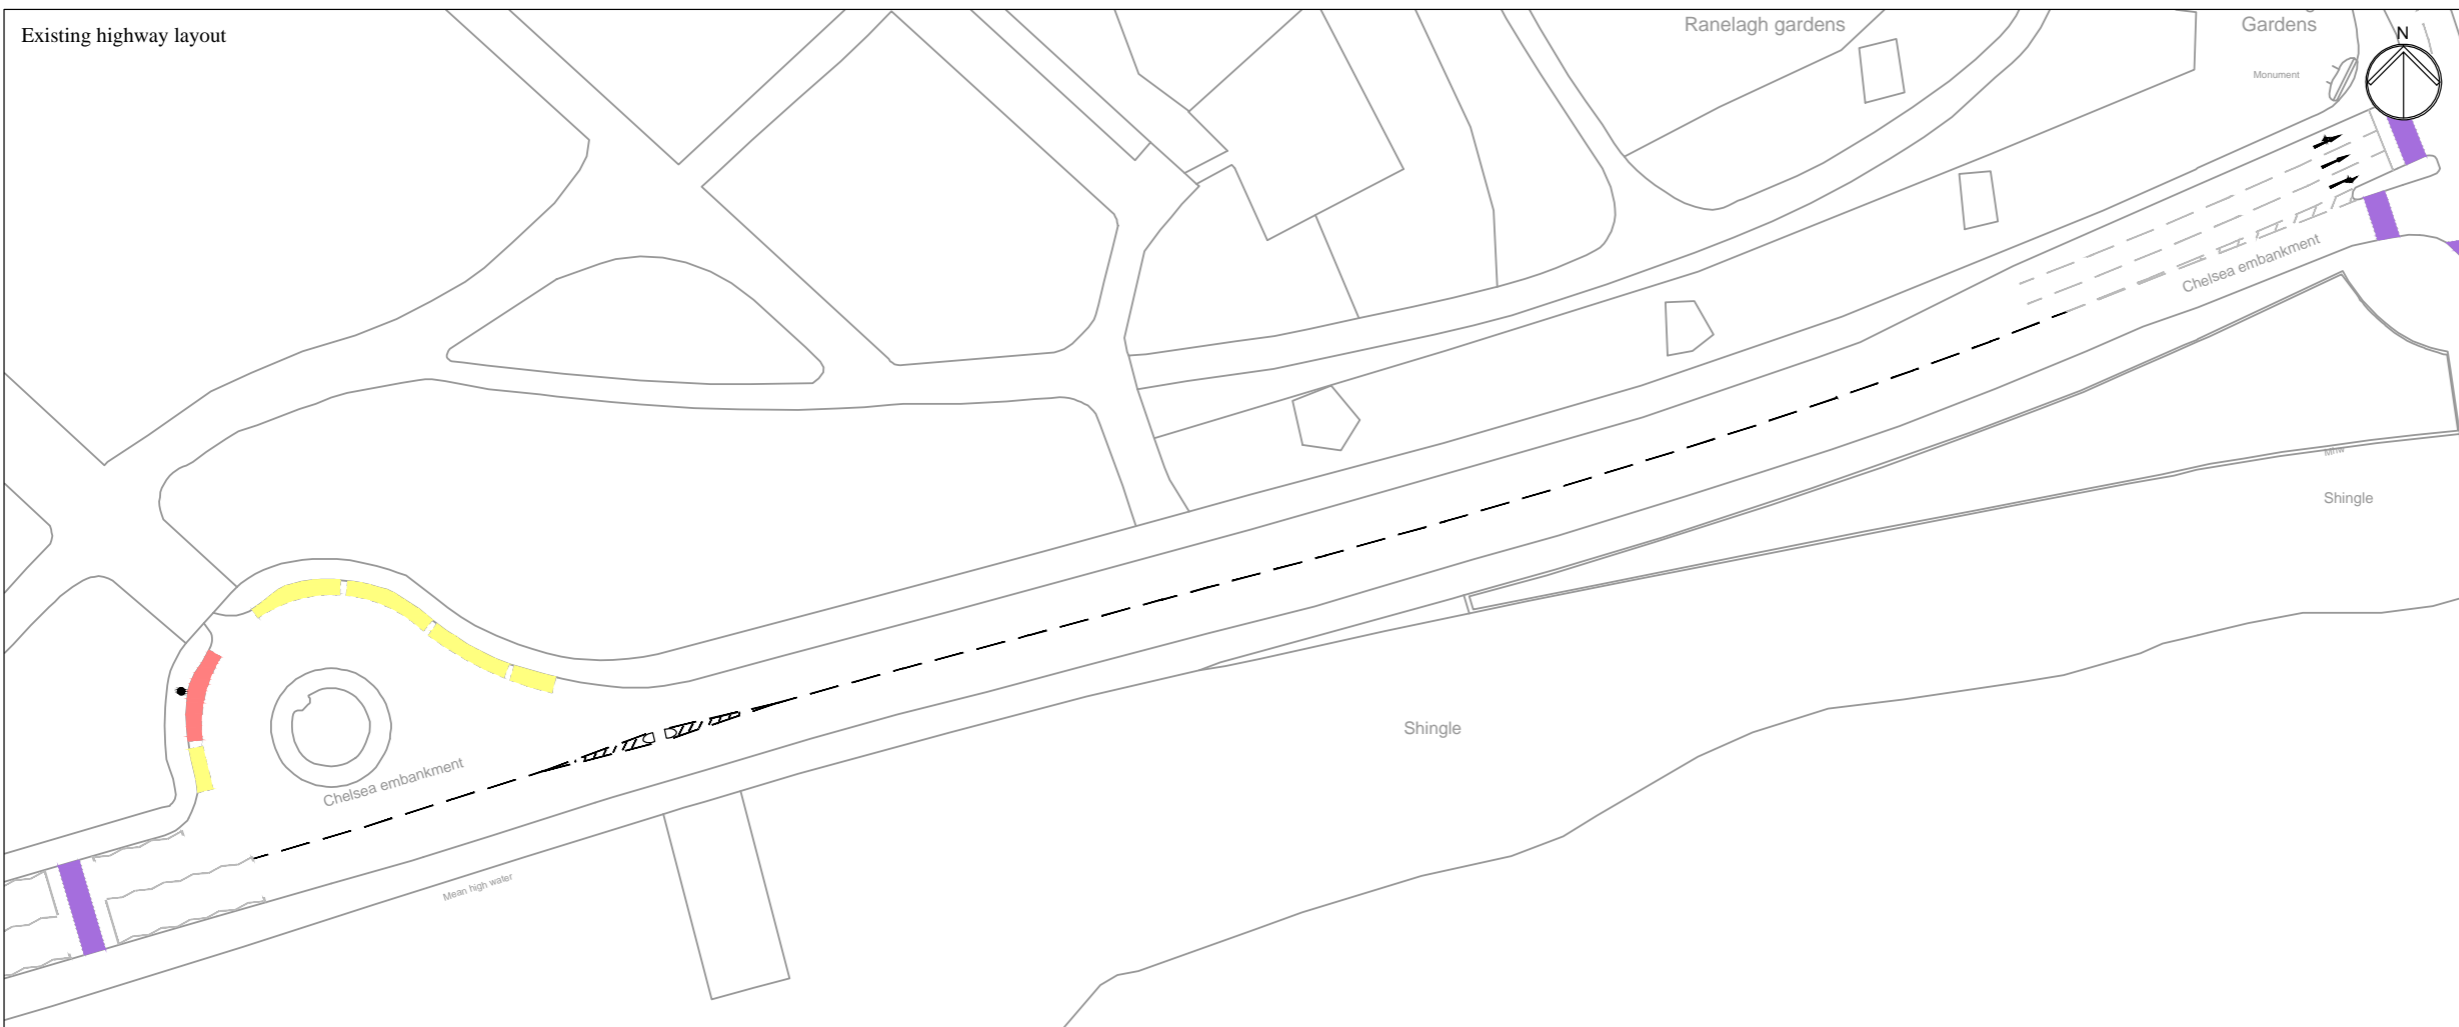 Existing highway layout
Ranelagh gardens
Gardens
N
Monument
Chelsea embankment
Shingle
Shingle
Chelsea embankment
Mean high water